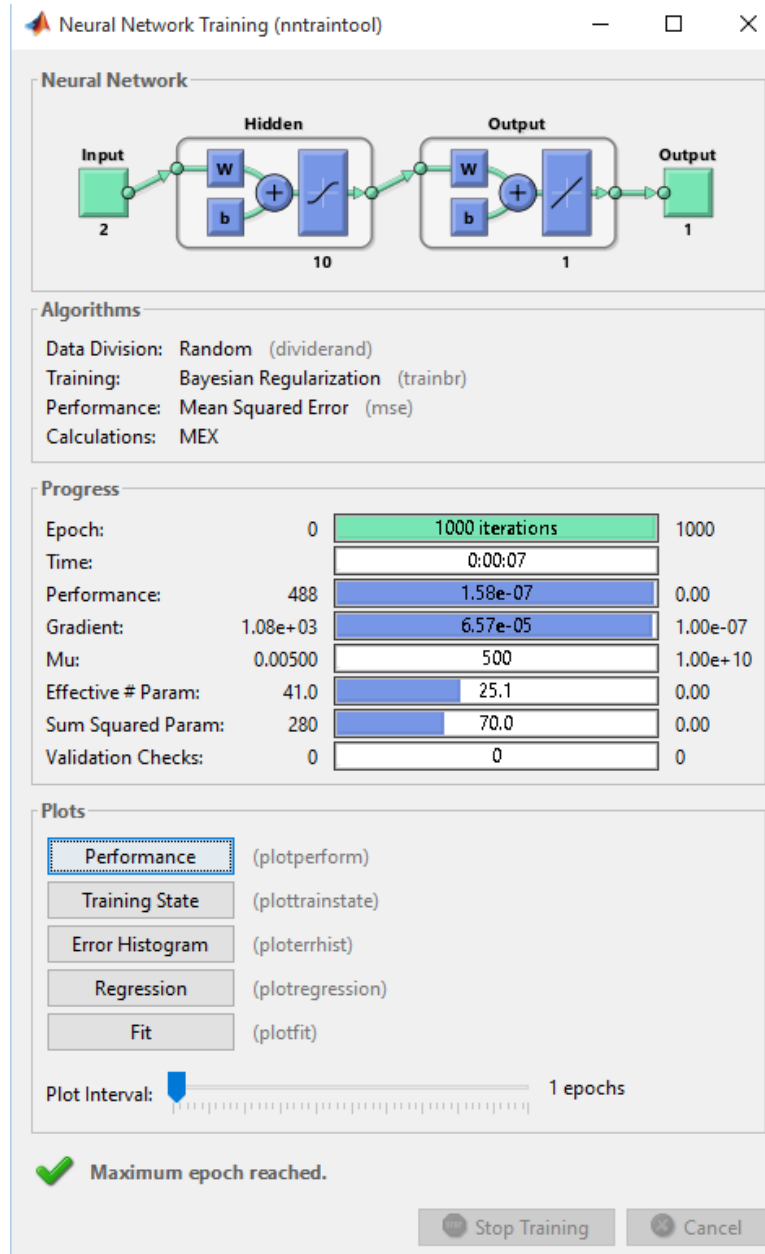 Neural Network Training (nntraintool)
Neural Network
Hidden Output
Input Output
W W
b b
2 10 1 1
Algorithms
Data Division: Random (dividerand)
Training: Bayesian Regularization (trainbr)
Performance: Mean Squared Error (mse)
Calculations: MEX
Progress
Epoch: 0 1000 iterations 1000
Time: 0:00:07
Performance: 488 1.58e-07 0.00
Gradient: 1.08e+03 6.57e-05 1.00e-07
Mu: 0.00500 500 1.00e+10
Effective # Param: 41.0 25.1 0.00
Sum Squared Param: 280 70.0 0.00
Validation Checks: 0 0 0
Plots
Performance (plotperform)
Training State (plottrainstate)
Error Histogram (ploterrhist)
Regression (plotregression)
Fit (plotfit)
Plot Interval: 1 epochs
Maximum epoch reached.
STOP Stop Training Cancel